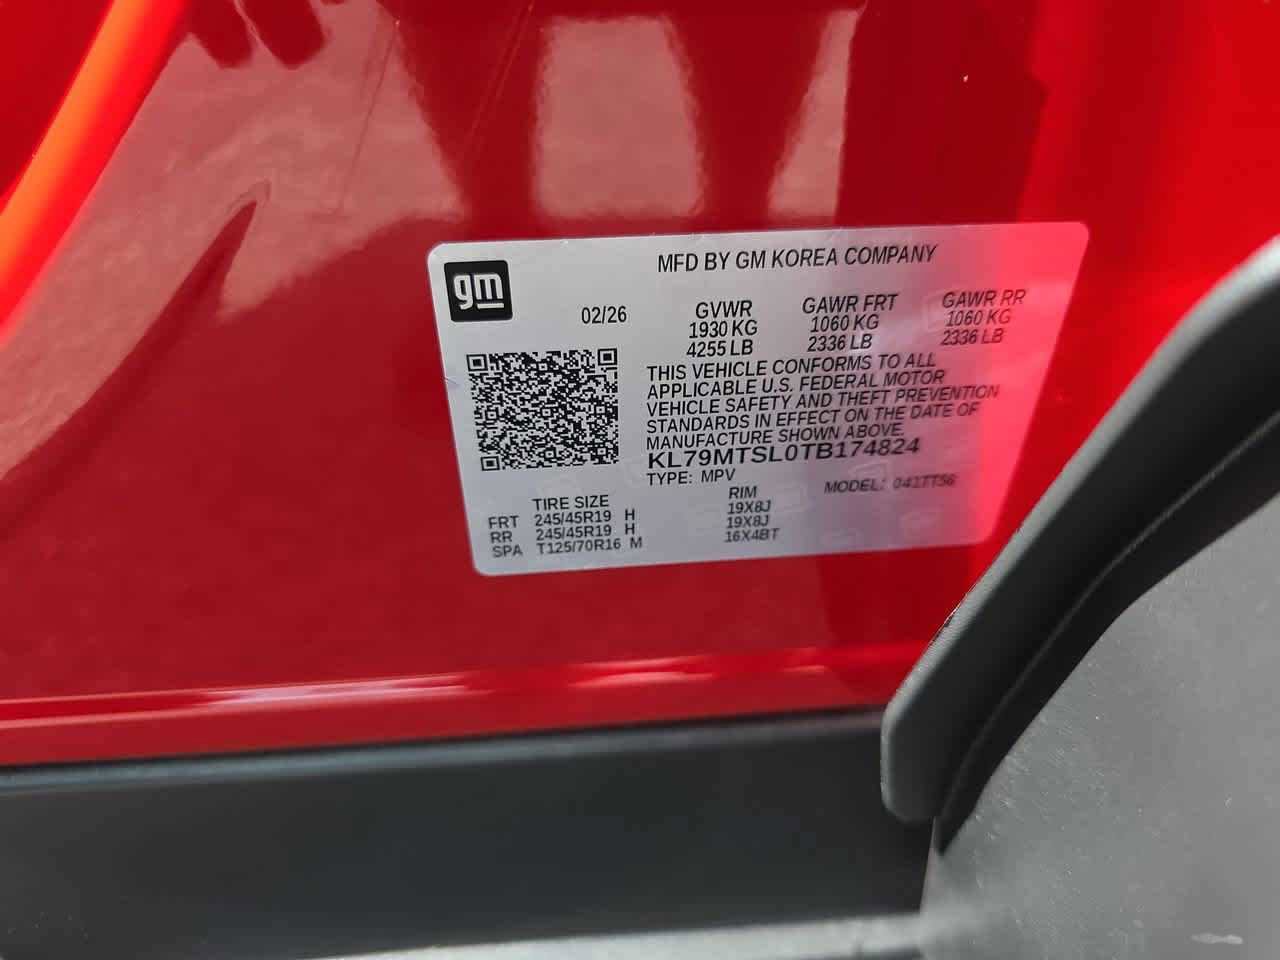 gm
MFD BY GM KOREA COMPANY
02/26
GVWR GAWR FRT GAWR RR
1930 KG 1060 KG 1060 KG
4255 LB 2336 LB 2336 LB
THIS VEHICLE CONFORMS TO ALL
APPLICABLE U.S. FEDERAL MOTOR
VEHICLE SAFETY AND THEFT PREVENTION
STANDARDS IN EFFECT ON THE DATE OF
MANUFACTURE SHOWN ABOVE.
KL79MTSL0TB174824
TYPE: MPV MODEL: 041TT56
TIRE SIZE RIM
FRT 245/45R19 H 19X8J
RR 245/45R19 H 19X8J
SPA T125/70R16 M 16X4BT